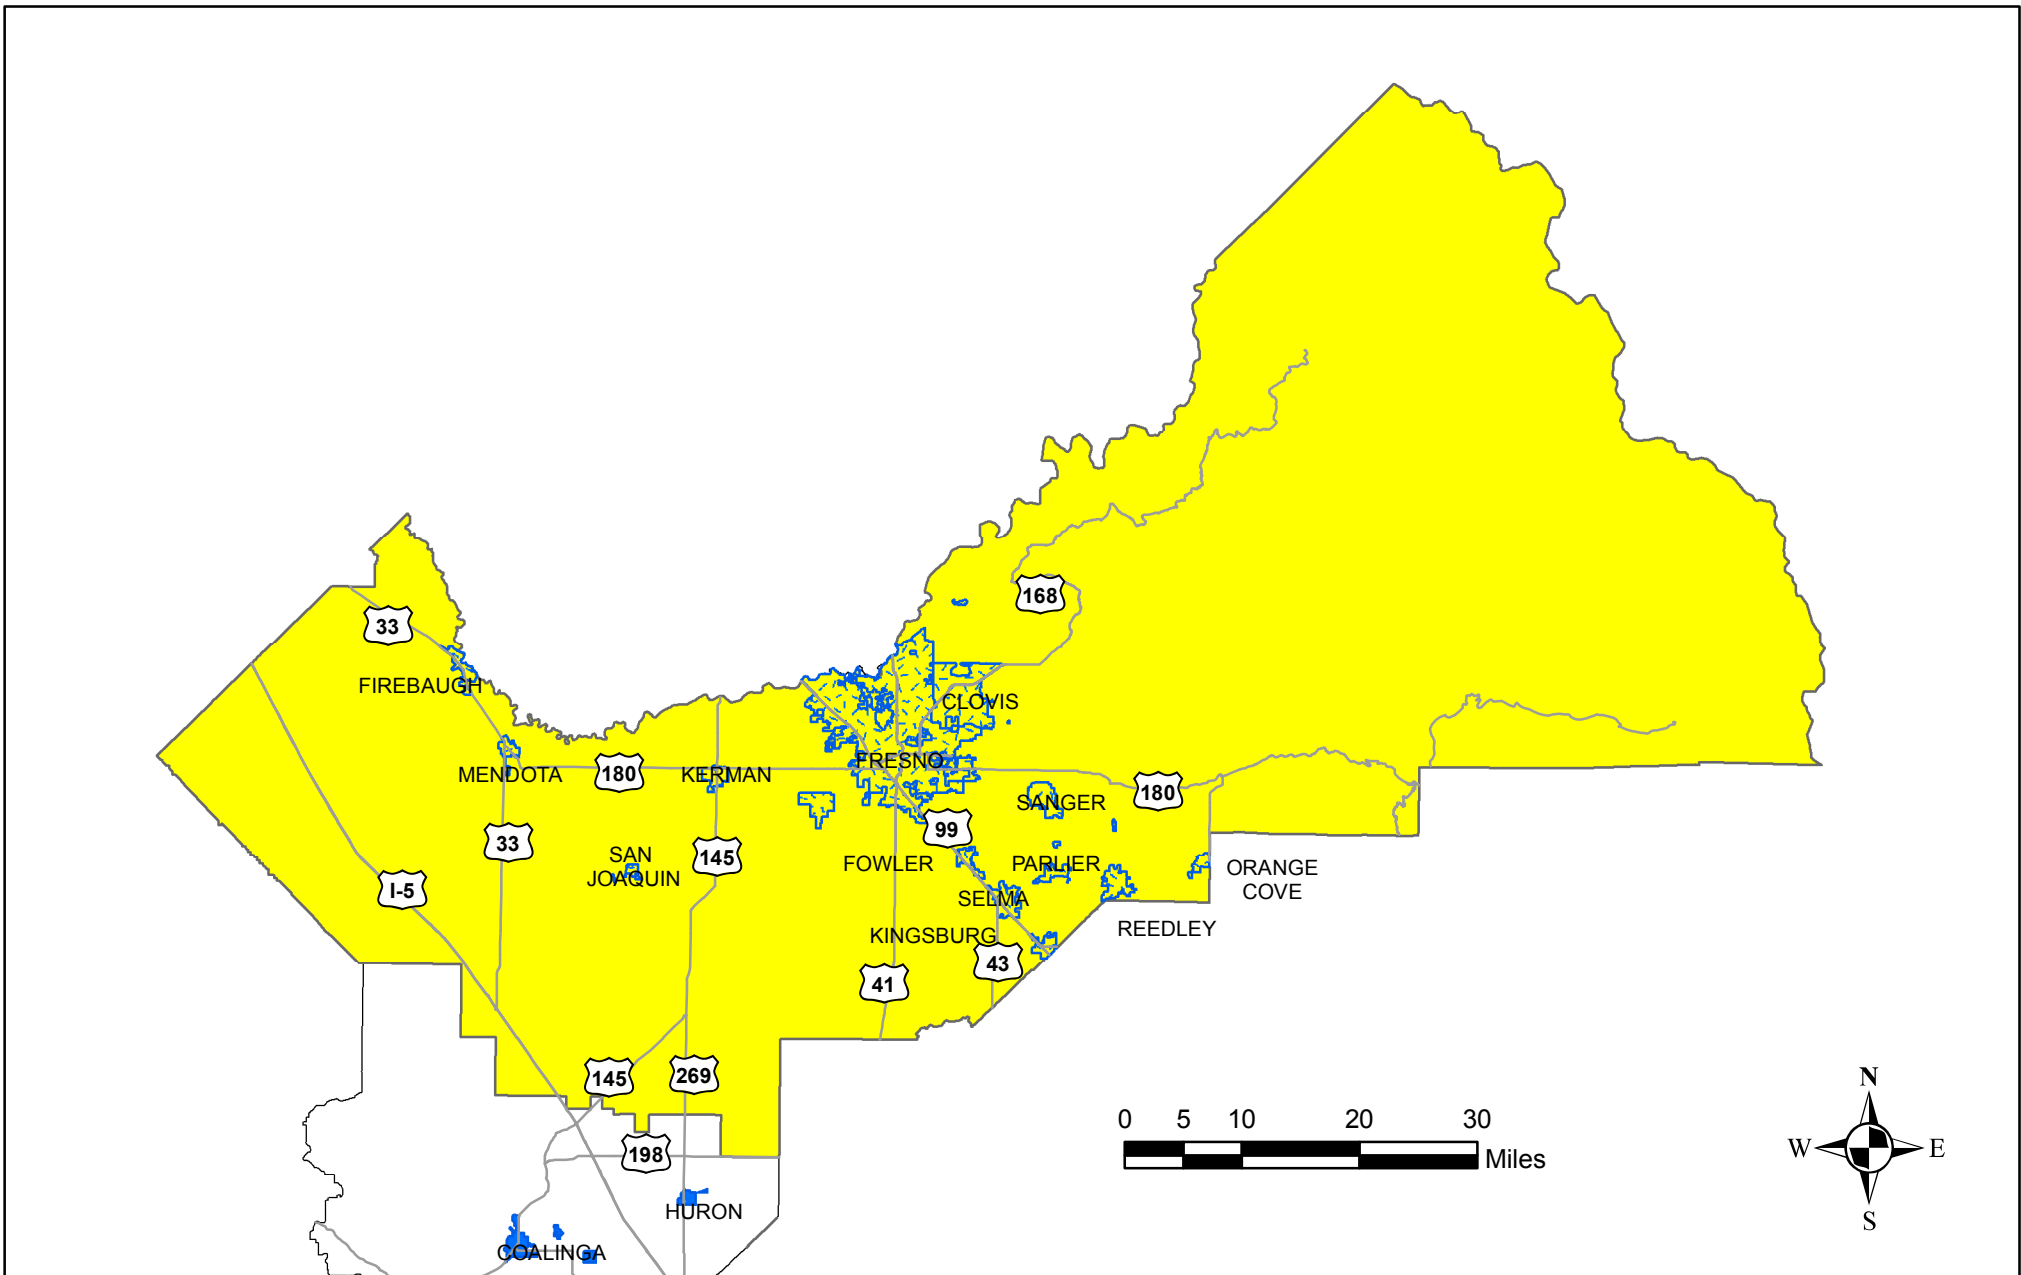 168
33
FIREBAUGH
CLOVIS
FRESNO
MENDOTA
180
KERMAN
180
SANGER
99
33
SAN
JOAQUIN
145
FOWLER
PARLIER
ORANGE
COVE
I-5
SELMA
REEDLEY
KINGSBURG
43
41
145
269
N
0 5 10 20 30
Miles
W E
S
198
HURON
COALINGA